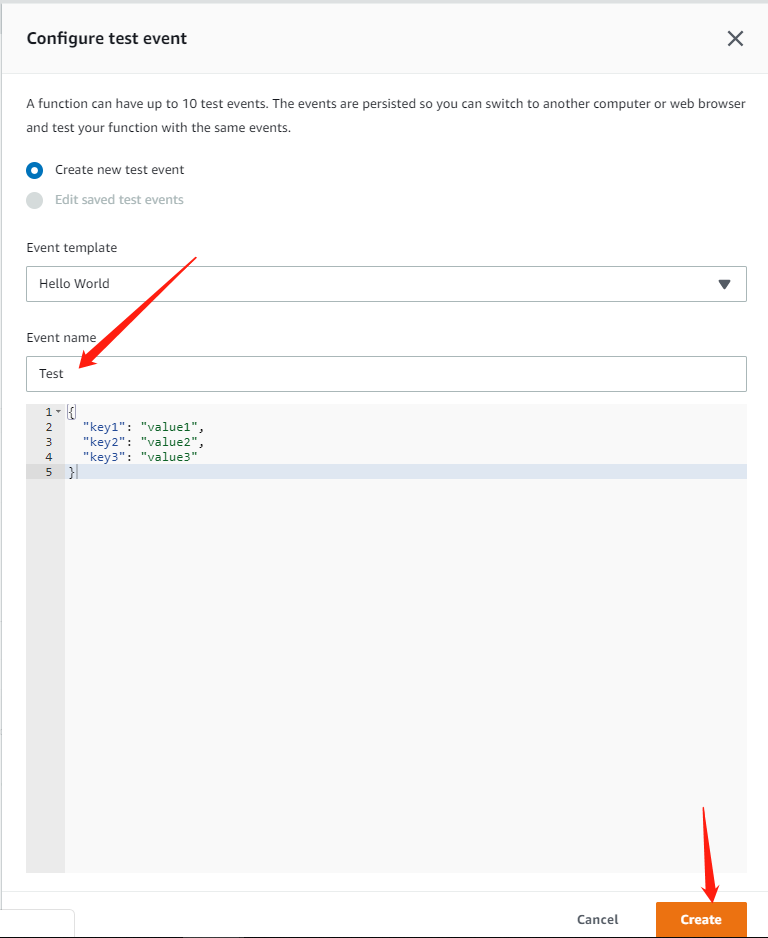 Configure test event
A function can have up to 10 test events. The events are persisted so you can switch to another computer or web browser
and test your function with the same events.
Create new test event
Edit saved test events
Event template
Hello World
Event name
Test
1 {
2 "key1": "value1",
3 "key2": "value2",
4 "key3": "value3"
5 }
Cancel Create